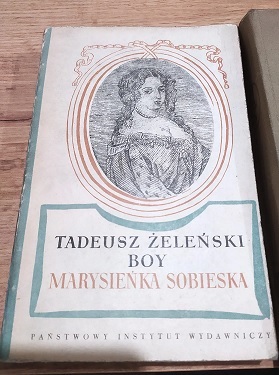 TADEUSZ ŻELEŃSKI
BOY
MARYSIEŃKA SOBIESKA
PAŃSTWOWY INSTYTUT WYDAWNICZY